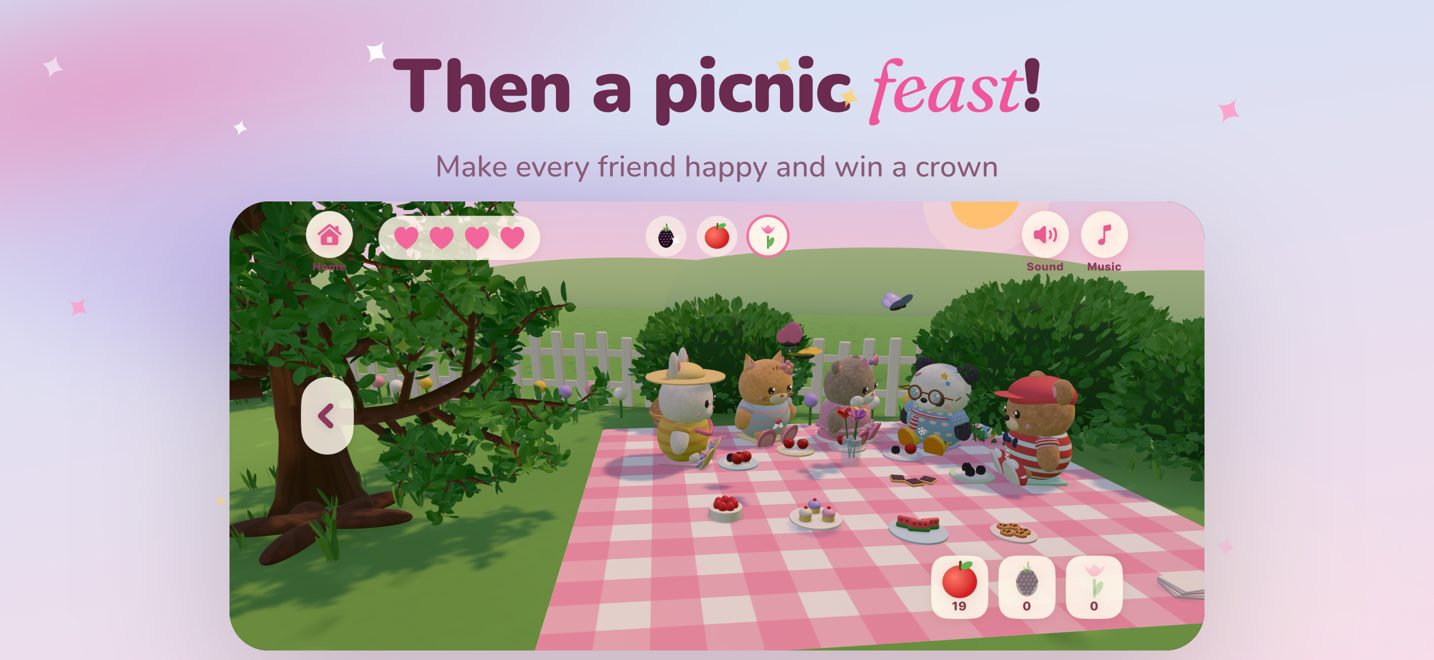 Then a picnic feast!
Make every friend happy and win a crown
Home
Sound Music
19 0 0